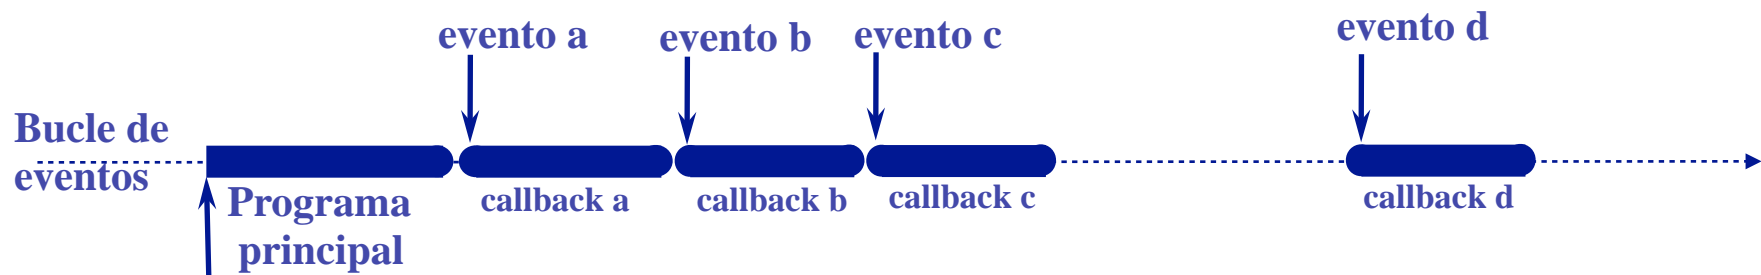 evento a
evento b
evento c
evento d
Bucle de
eventos
Programa
principal
callback a
callback b
callback c
callback d